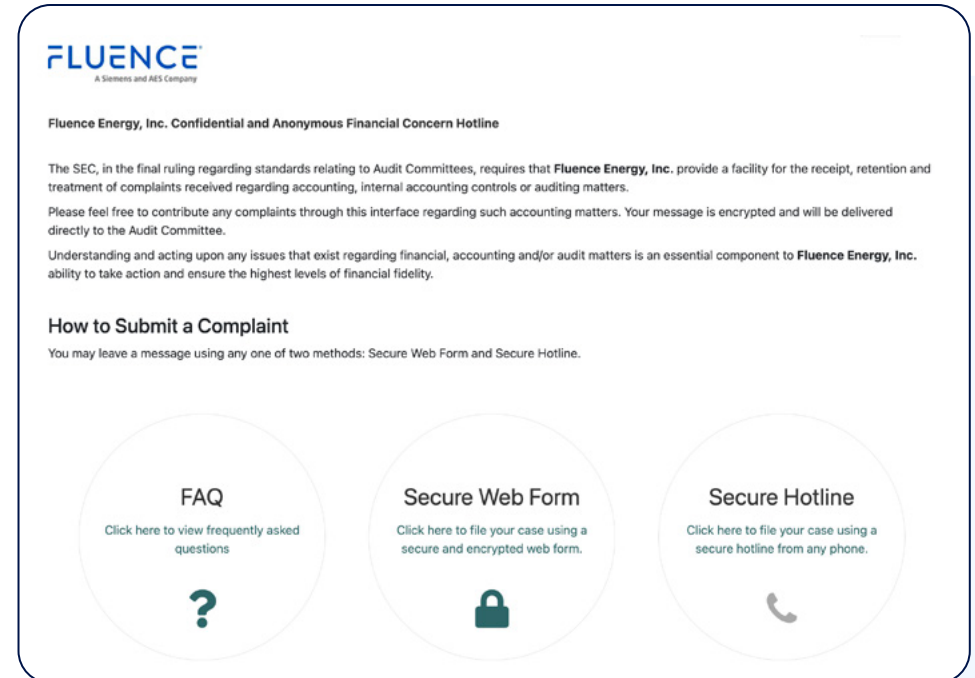 FLUENCE
A Siemens and AES Company
Fluence Energy, Inc. Confidential and Anonymous Financial Concern Hotline
The SEC, in the final ruling regarding standards relating to Audit Committees, requires that Fluence Energy, Inc. provide a facility for the receipt, retention and
treatment of complaints received regarding accounting, internal accounting controls or auditing matters.
Please feel free to contribute any complaints through this interface regarding such accounting matters. Your message is encrypted and will be delivered
directly to the Audit Committee.
Understanding and acting upon any issues that exist regarding financial, accounting and/or audit matters is an essential component to Fluence Energy, Inc.
ability to take action and ensure the highest levels of financial fidelity.
How to Submit a Complaint
You may leave a message using any one of two methods: Secure Web Form and Secure Hotline.
FAQ
Click here to view frequently asked
questions
?
Secure Web Form
Click here to file your case using a
secure and encrypted web form.
Secure Hotline
Click here to file your case using a
secure hotline from any phone.